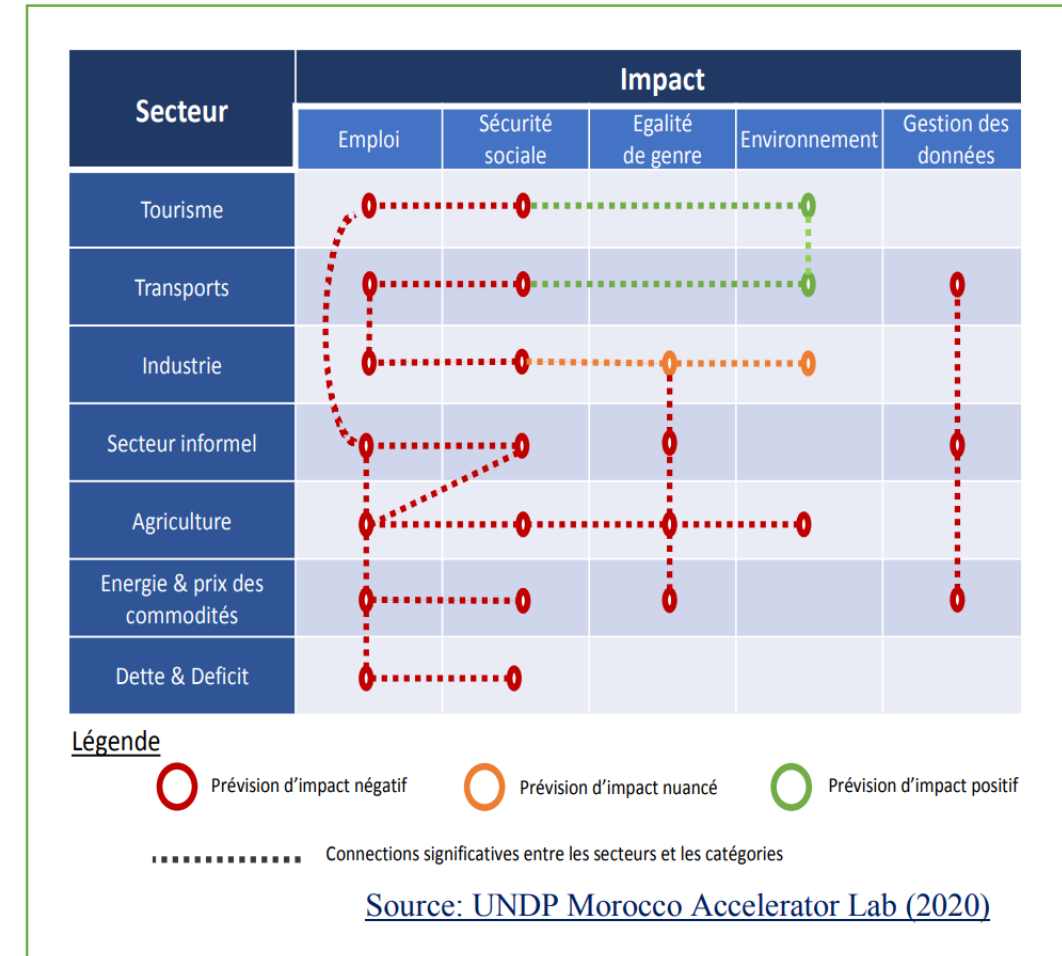 Secteur
Impact
Emploi
Sécurité
sociale
Egalité
de genre
Environnement
Gestion des
données
Tourisme
Transports
Industrie
Secteur informel
Agriculture
Energie & prix des
commodités
Dette & Deficit
Légende
Prévision d'impact négatif
Prévision d'impact nuancé
Prévision d'impact positif
Connections significatives entre les secteurs et les catégories
Source: UNDP Morocco Accelerator Lab (2020)